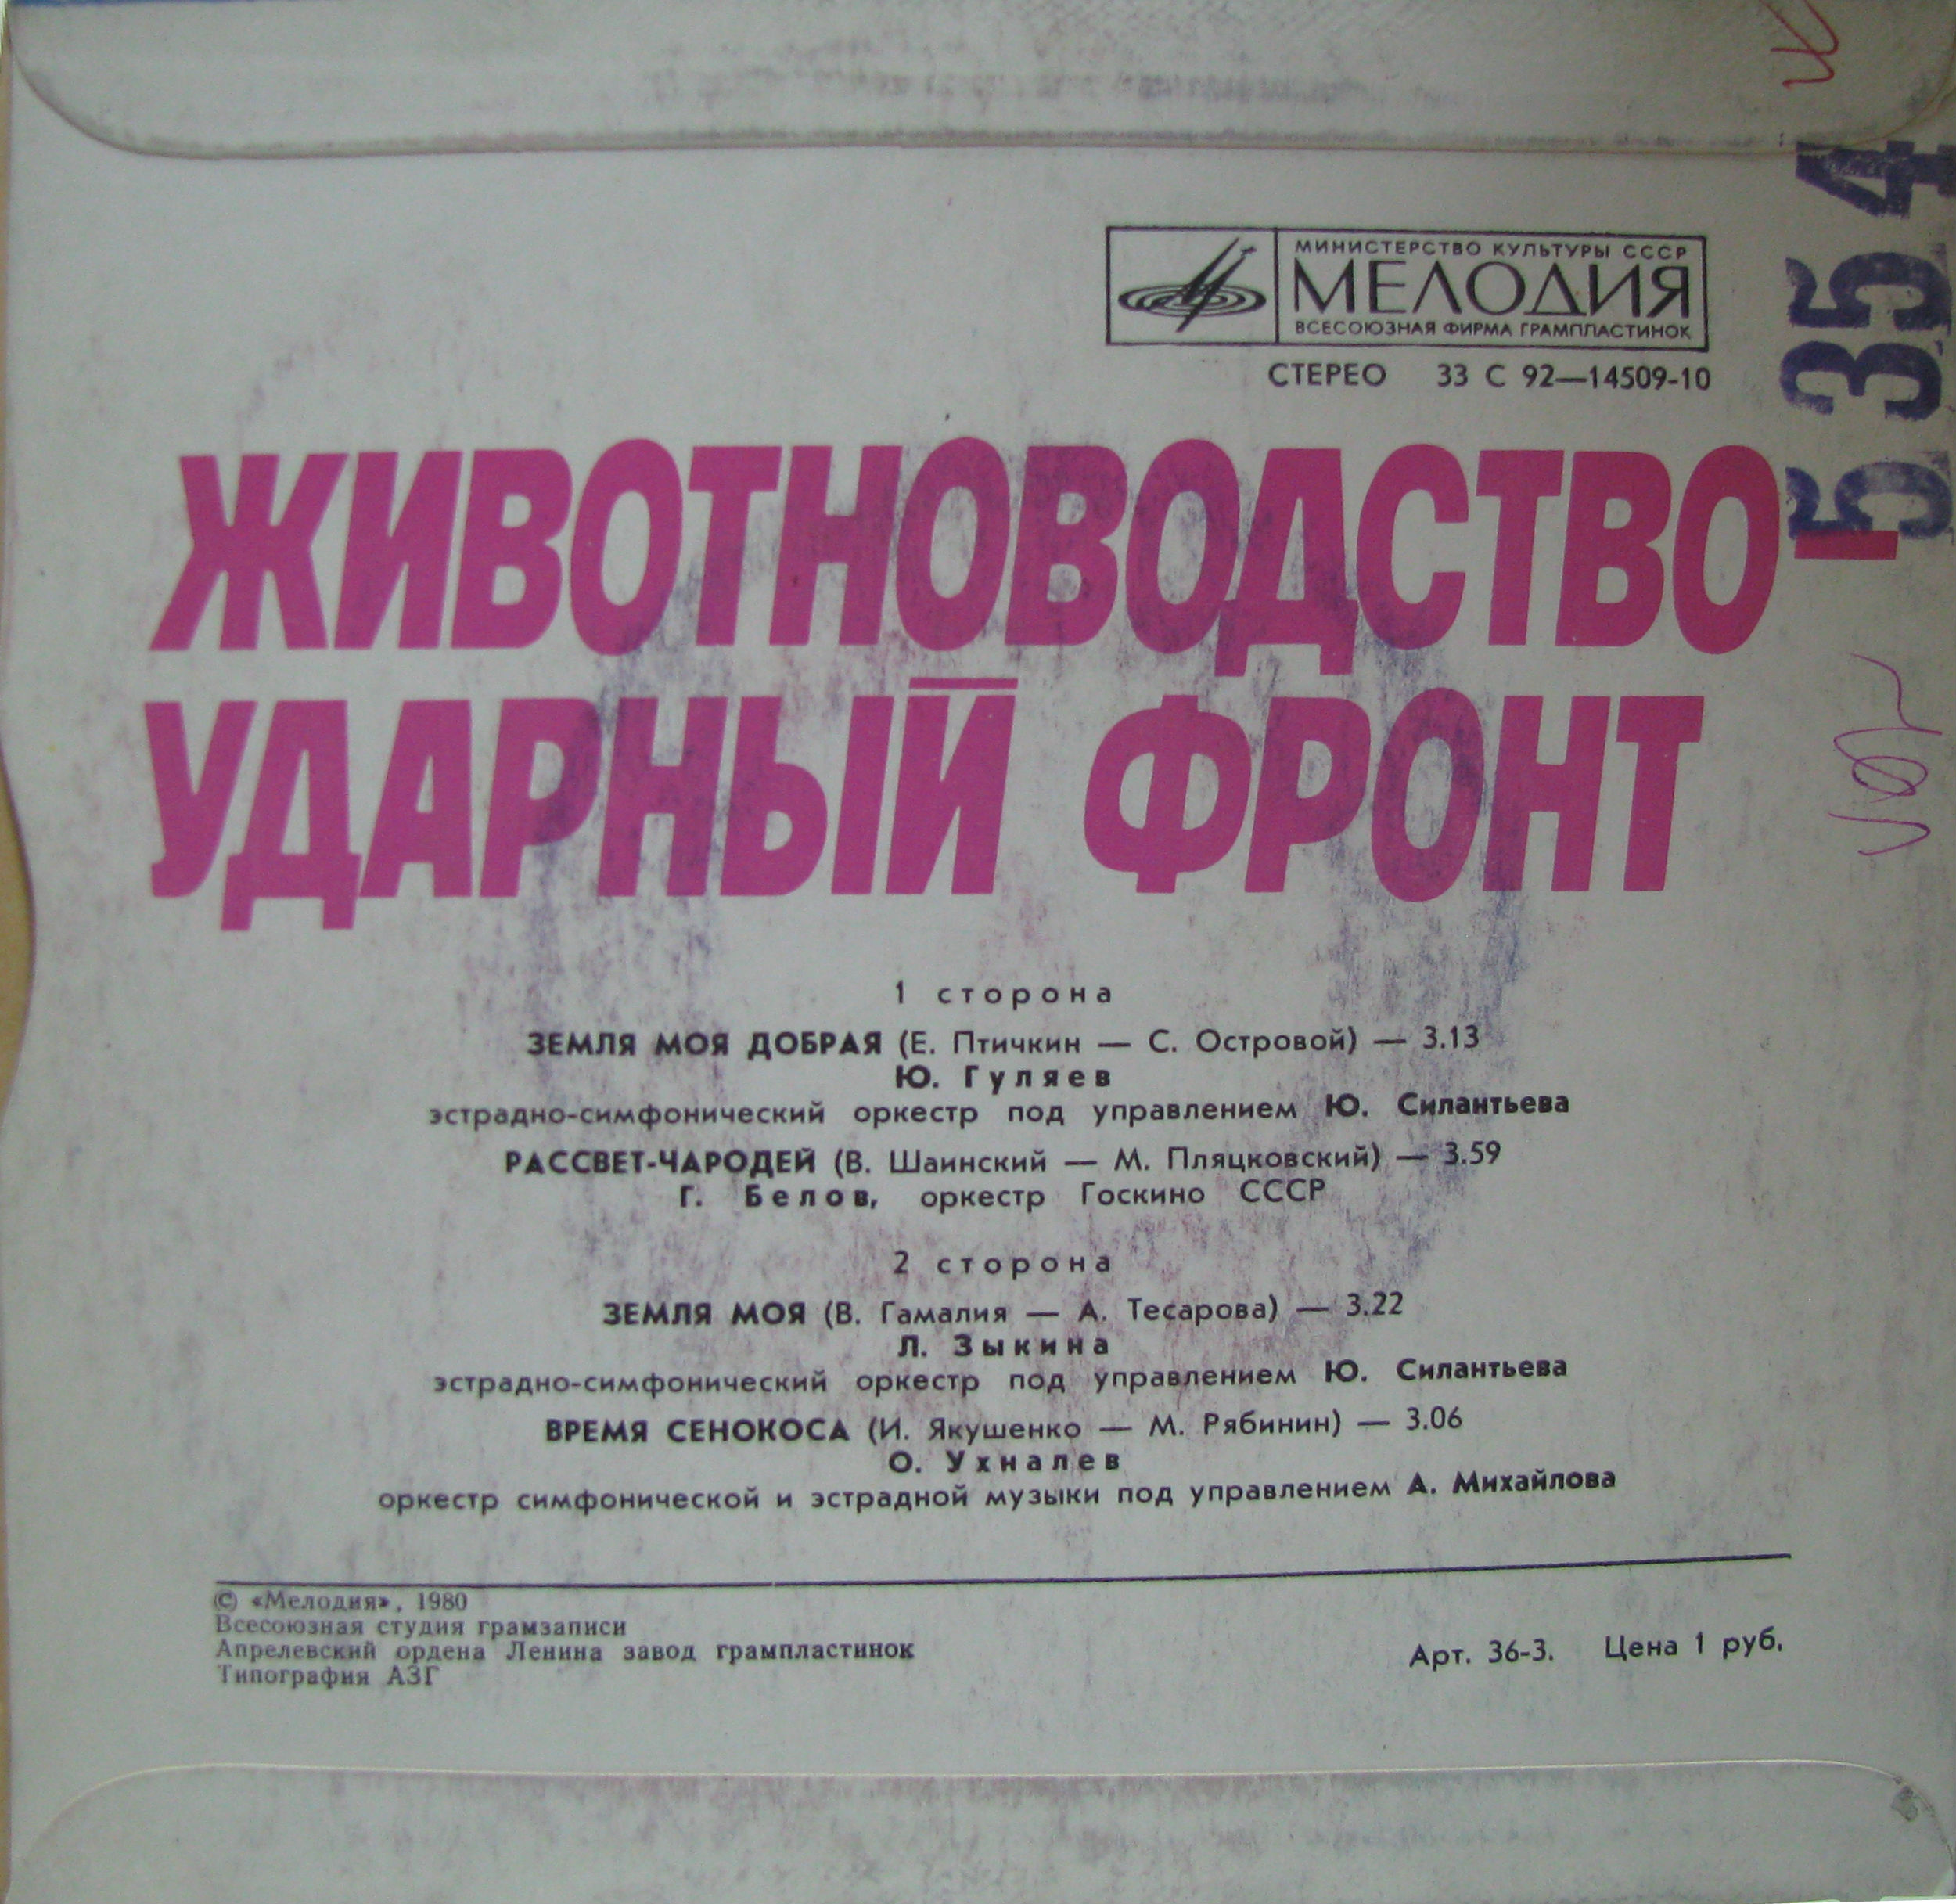 МИНИСТЕРСТВО КУЛЬТУРЫ СССР
МЕЛОДИЯ
ВСЕСОЮЗНАЯ ФИРМА ГРАМПЛАСТИНОК
СТЕРЕО 33 С 92—14509-10
5354
ЖИВОТНОВОДСТВО-
УДАРНЫЙ ФРОНТ
1 сторона
ЗЕМЛЯ МОЯ ДОБРАЯ (Е. Птичкин — С. Островой) — 3.13
Ю. Гуляев
эстрадно-симфонический оркестр под управлением Ю. Силантьева
РАССВЕТ-ЧАРОДЕЙ (В. Шаинский — М. Пляцковский) — 3.59
Г. Белов, оркестр Госкино СССР
2 сторона
ЗЕМЛЯ МОЯ (В. Гамалия — А. Тесарова) — 3.22
Л. Зыкина
эстрадно-симфонический оркестр под управлением Ю. Силантьева
ВРЕМЯ СЕНОКОСА (И. Якушенко — М. Рябинин) — 3.06
О. Ухналев
оркестр симфонической и эстрадной музыки под управлением А. Михайлова
© «Мелодия», 1980
Всесоюзная студия грамзаписи
Апрелевский ордена Ленина завод грампластинок
Типография АЗГ
Арт. 36-3. Цена 1 руб.